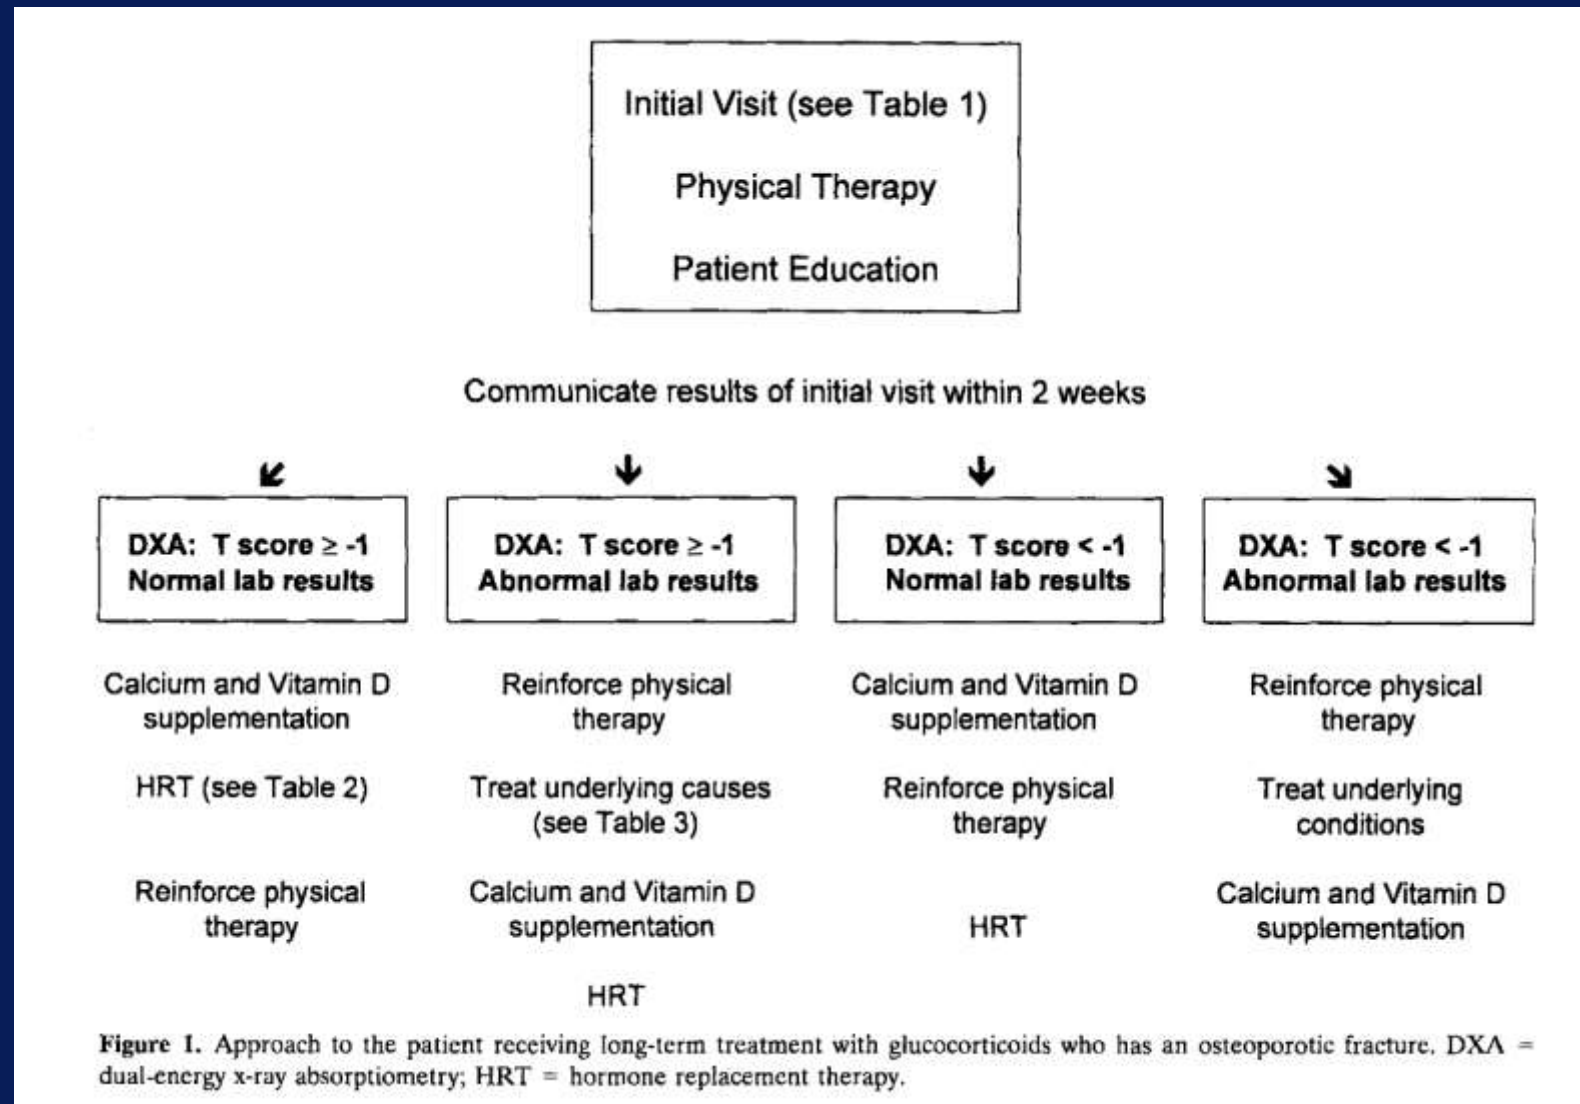 Initial Visit (see Table 1)
Physical Therapy
Patient Education
Communicate results of initial visit within 2 weeks
DXA: T score ≥ -1
Normal lab results
Calcium and Vitamin D
supplementation
HRT (see Table 2)
Reinforce physical
therapy
DXA: T score ≥ -1
Abnormal lab results
Reinforce physical
therapy
Treat underlying causes
(see Table 3)
Calcium and Vitamin D
supplementation
HRT
DXA: T score < -1
Normal lab results
Calcium and Vitamin D
supplementation
Reinforce physical
therapy
HRT
DXA: T score < -1
Abnormal lab results
Reinforce physical
therapy
Treat underlying
conditions
Calcium and Vitamin D
supplementation
Figure 1. Approach to the patient receiving long-term treatment with glucocorticoids who has an osteoporotic fracture. DXA =
dual-energy x-ray absorptiometry; HRT = hormone replacement therapy.